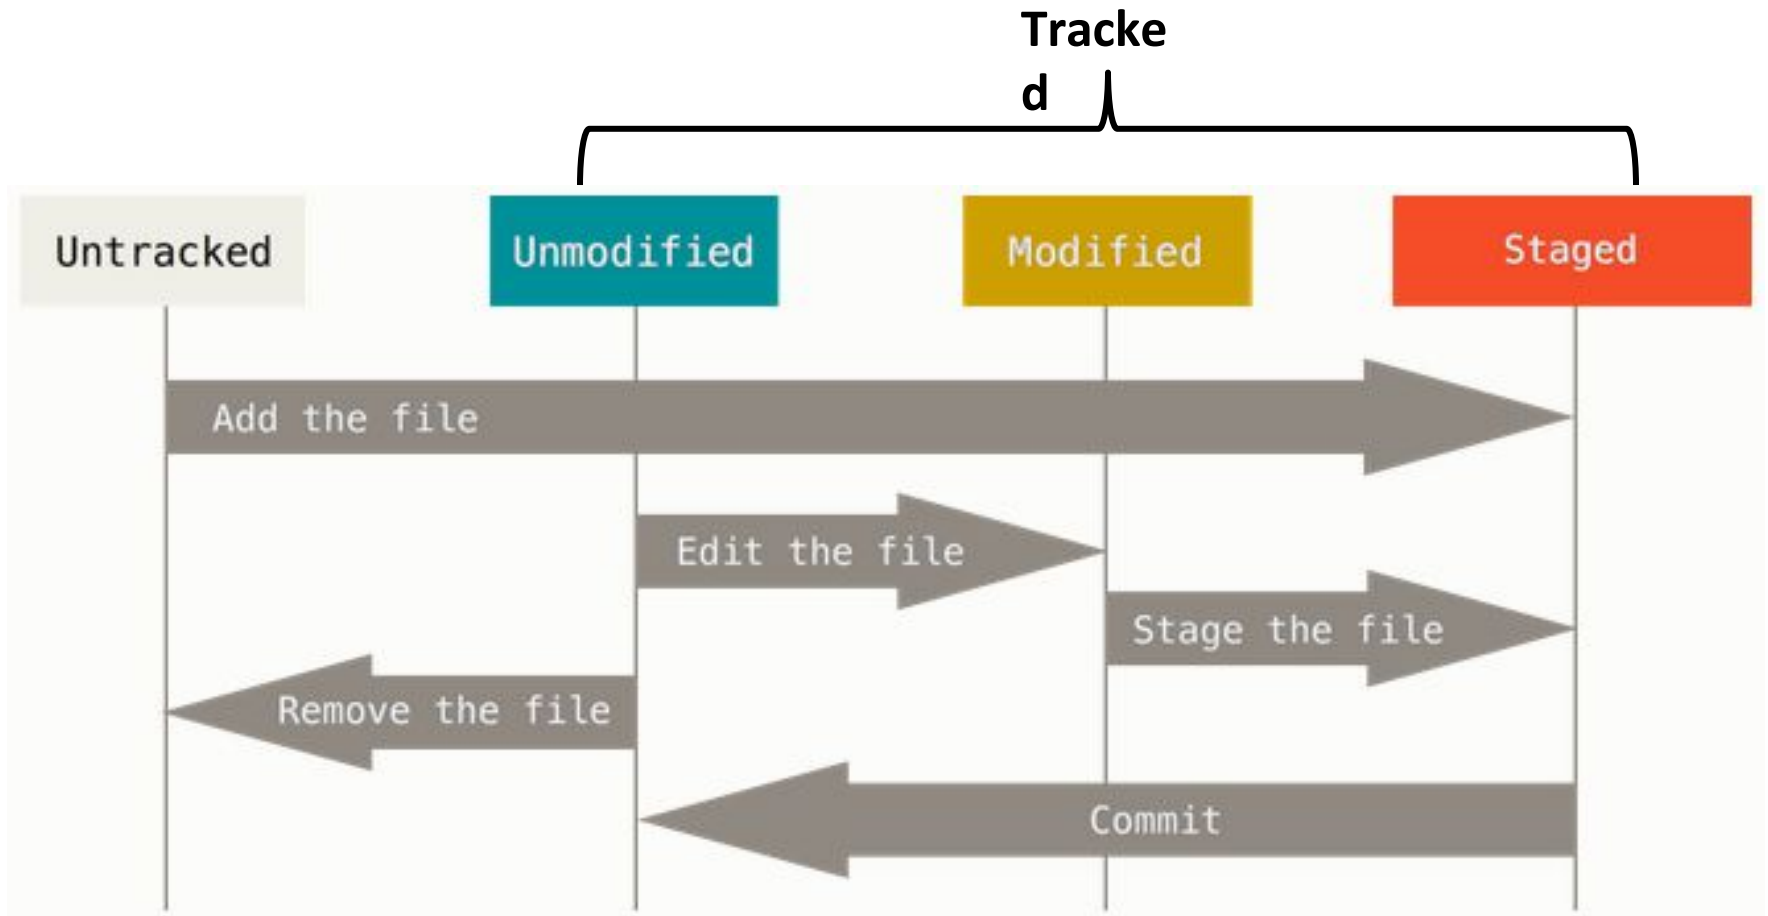 Tracke
d
Untracked
Unmodified
Modified
Staged
Add the file
Edit the file
Stage the file
Remove the file
Commit